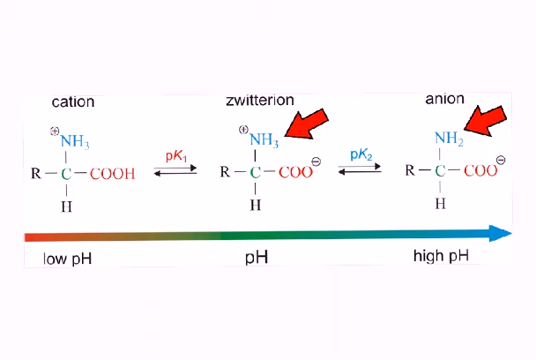 cation zwitterion anion
⊕ ⊕
NH₃ NH₃ NH₂
pK₁ pK₂ ⊖ ⊖
R–C–COOH R–C–COO R–C–COO
H H H
low pH pH high pH